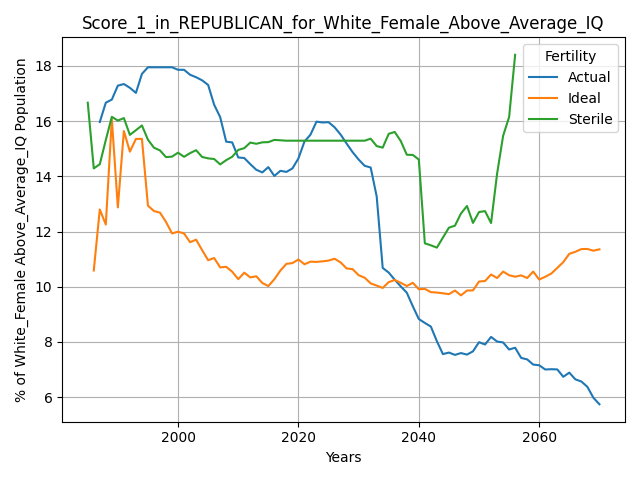 Score_1_in_REPUBLICAN_for_White_Female_Above_Average_IQ
% of White_Female Above_Average_IQ Population
18
16
14
12
10
8
6
2000
2020
2040
2060
Years
Fertility
Actual
Ideal
Sterile